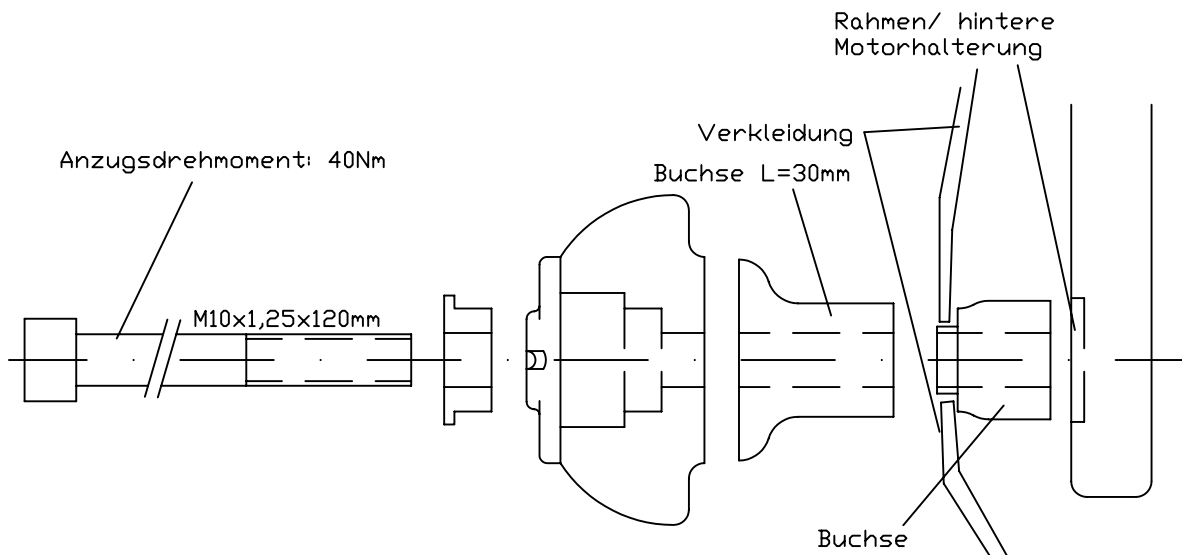 Rahmen/ hintere
Motorhalterung
Verkleidung
Anzugsdrehmoment: 40Nm
Buchse L=30mm
M10x1,25x120mm
Buchse